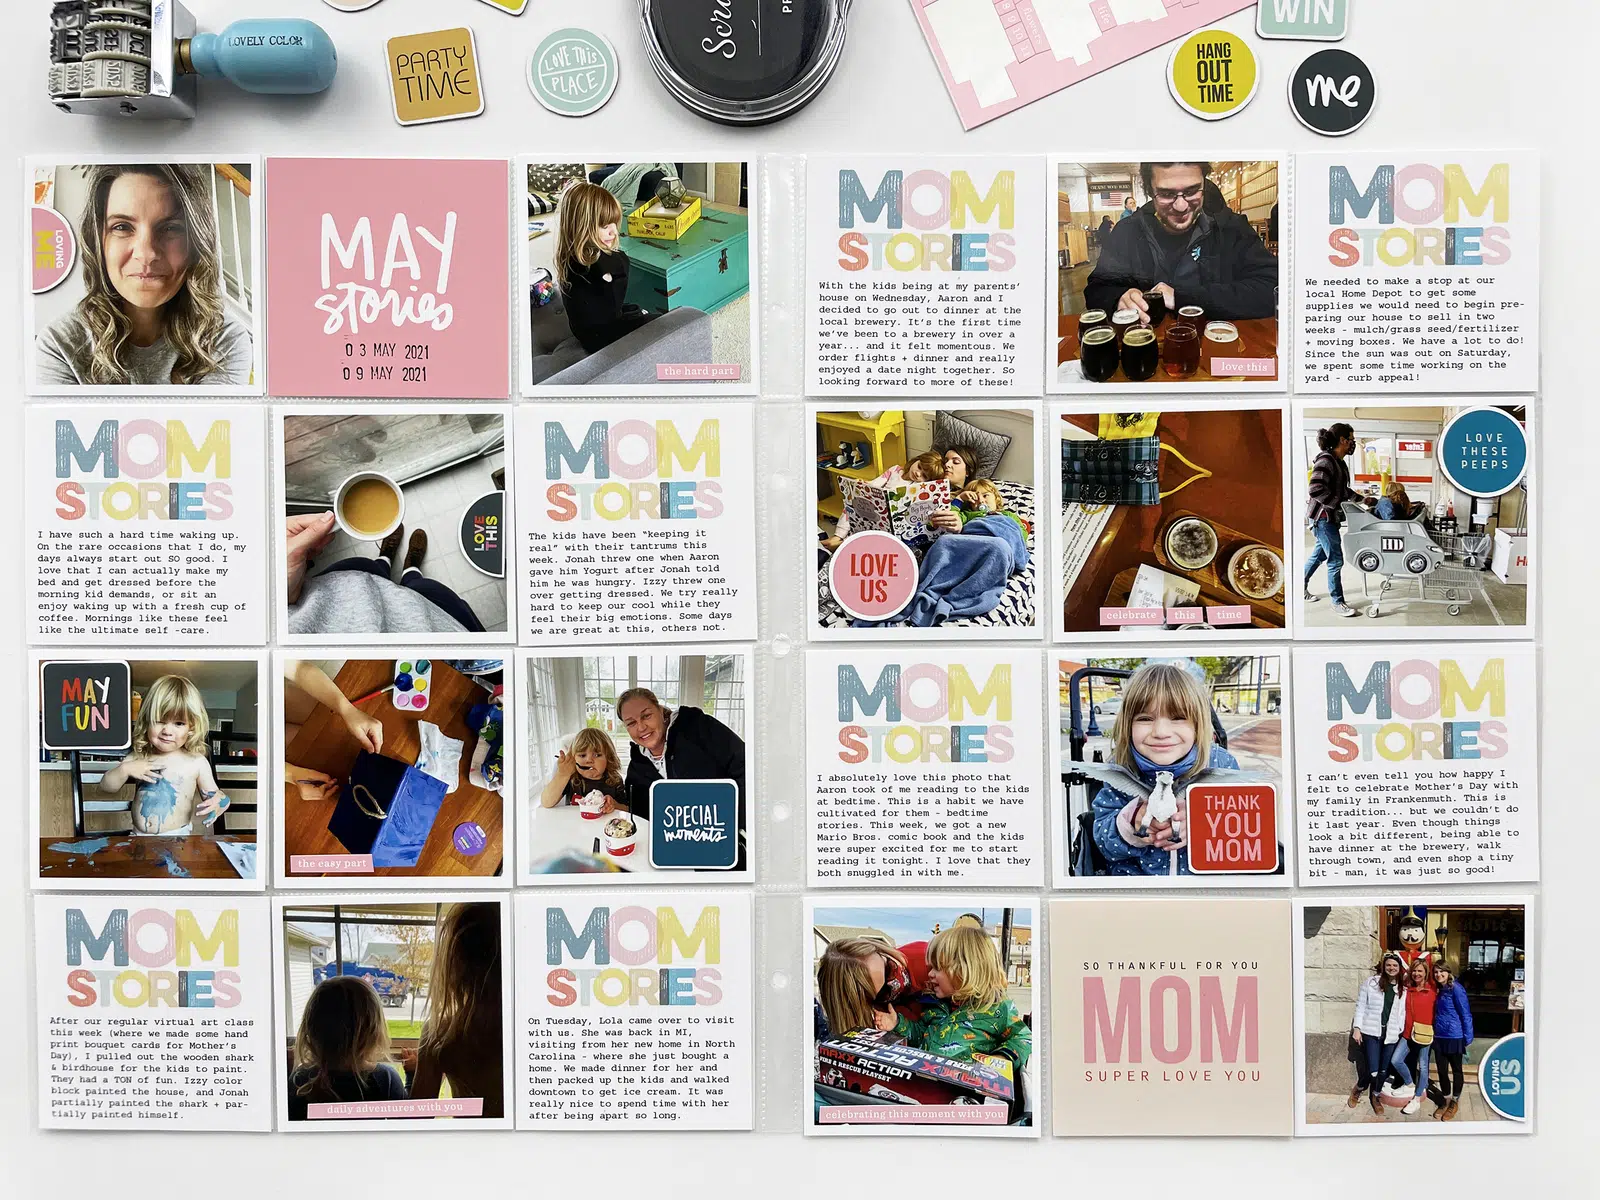 LOVELY COLOR
PARTY
TIME
LOVE THIS
PLACE
Scra
PR
life
HANG
OUT
TIME
WIN
me
LOVING
ME
MAY
stories
03 MAY 2021
09 MAY 2021
the hard part
MOM
STORIES
With the kids being at my parents'
house on Wednesday, Aaron and I
decided to go out to dinner at the
local brewery. It's the first time
we've been to a brewery in over a
year... and it felt momentous. We
order flights + dinner and really
enjoyed a date night together. So
looking forward to more of these!
love this
MOM
STORIES
We needed to make a stop at our
local Home Depot to get some
supplies we would need to begin pre-
paring our house to sell in two
weeks - mulch/grass seed/fertilizer
+ moving boxes. We have a lot to do!
Since the sun was out on Saturday,
we spent some time working on the
yard - curb appeal!
MOM
STORIES
I have such a hard time waking up.
On the rare occasions that I do, my
days always start out SO good. I
love that I can actually make my
bed and get dressed before the
morning kid demands, or sit an
enjoy waking up with a fresh cup of
coffee. Mornings like these feel
like the ultimate self -care.
LOVE
THIS
MOM
STORIES
The kids have been "keeping it
real" with their tantrums this
week. Jonah threw one when Aaron
gave him Yogurt after Jonah told
him he was hungry. Izzy threw one
over getting dressed. We try really
hard to keep our cool while they
feel their big emotions. Some days
we are great at this, others not.
LOVE
US
celebrate this time
LOVE
THESE
PEEPS
MAY
FUN
the easy part
SPECIAL
moments
MOM
STORIES
I absolutely love this photo that
Aaron took of me reading to the kids
at bedtime. This is a habit we have
cultivated for them - bedtime
stories. This week, we got a new
Mario Bros. comic book and the kids
were super excited for me to start
reading it tonight. I love that they
both snuggled in with me.
THANK
YOU
MOM
MOM
STORIES
I can't even tell you how happy I
felt to celebrate Mother's Day with
my family in Frankenmuth. This is
our tradition... but we couldn't do
it last year. Even though things
look a bit different, being able to
have dinner at the brewery, walk
through town, and even shop a tiny
bit - man, it was just so good!
MOM
STORIES
After our regular virtual art class
this week (where we made some hand
print bouquet cards for Mother's
Day), I pulled out the wooden shark
& birdhouse for the kids to paint.
They had a TON of fun. Izzy color
block painted the house, and Jonah
partially painted the shark + par-
tially painted himself.
daily adventures with you
MOM
STORIES
On Tuesday, Lola came over to visit
with us. She was back in MI,
visiting from her new home in North
Carolina - where she just bought a
home. We made dinner for her and
then packed up the kids and walked
downtown to get ice cream. It was
really nice to spend time with her
after being apart so long.
MAXX ACTION
FIRE & RESCUE PLAYSET
celebrating this moment with you
SO THANKFUL FOR YOU
MOM
SUPER LOVE YOU
LOVING
US